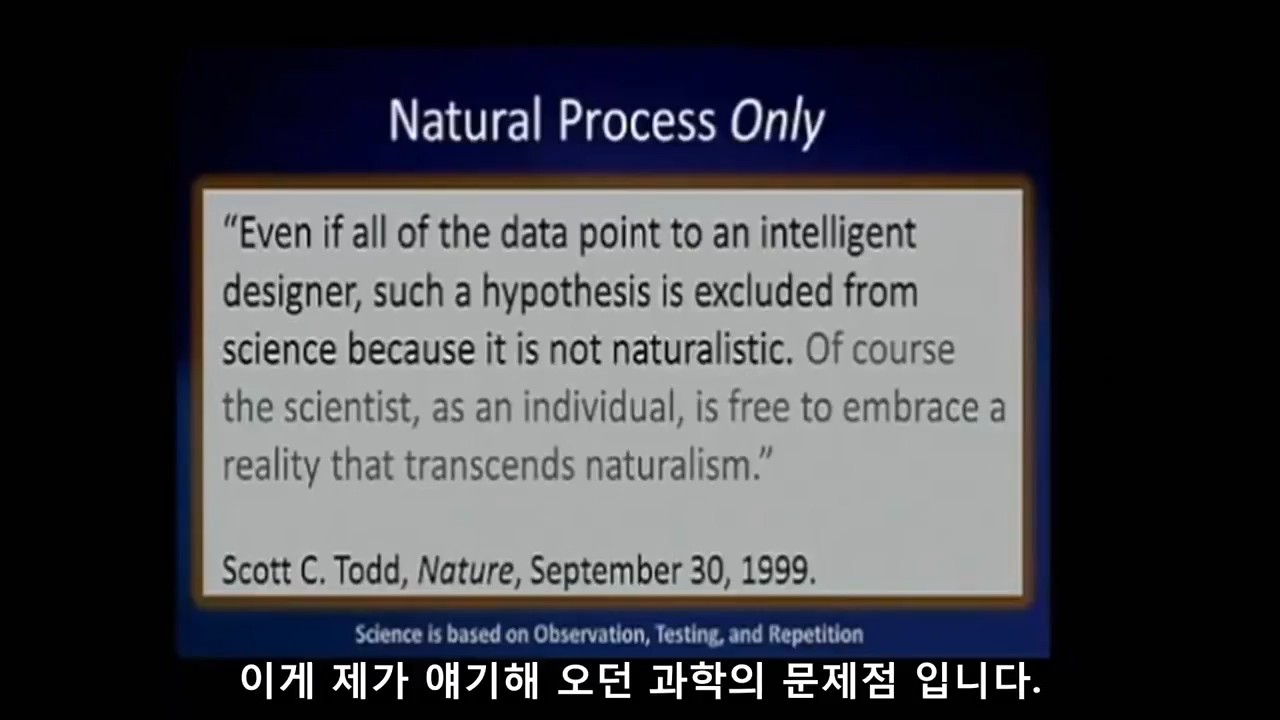 Natural Process Only
“Even if all of the data point to an intelligent
designer, such a hypothesis is excluded from
science because it is not naturalistic. Of course
the scientist, as an individual, is free to embrace a
reality that transcends naturalism.”
Scott C. Todd, Nature, September 30, 1999.
Science is based on Observation, Testing, and Repetition
이게 제가 얘기해 오던 과학의 문제점 입니다.